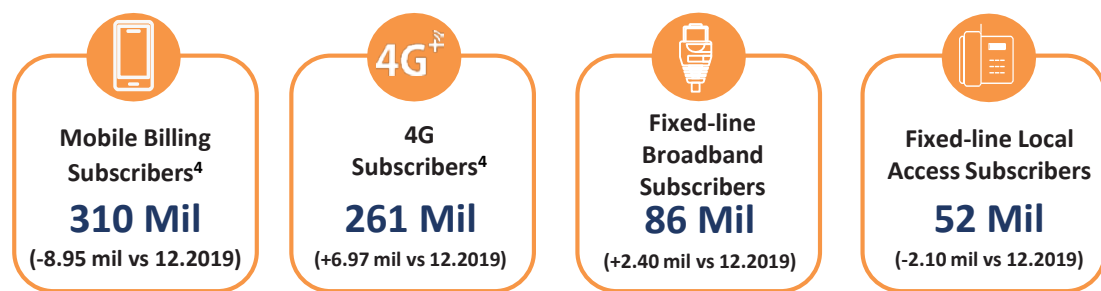 4G+
Mobile Billing
Subscribers4
310 Mil
(-8.95 mil vs 12.2019)
4G
Subscribers4
261 Mil
(+6.97 mil vs 12.2019)
Fixed-line
Broadband
Subscribers
86 Mil
(+2.40 mil vs 12.2019)
Fixed-line Local
Access Subscribers
52 Mil
(-2.10 mil vs 12.2019)